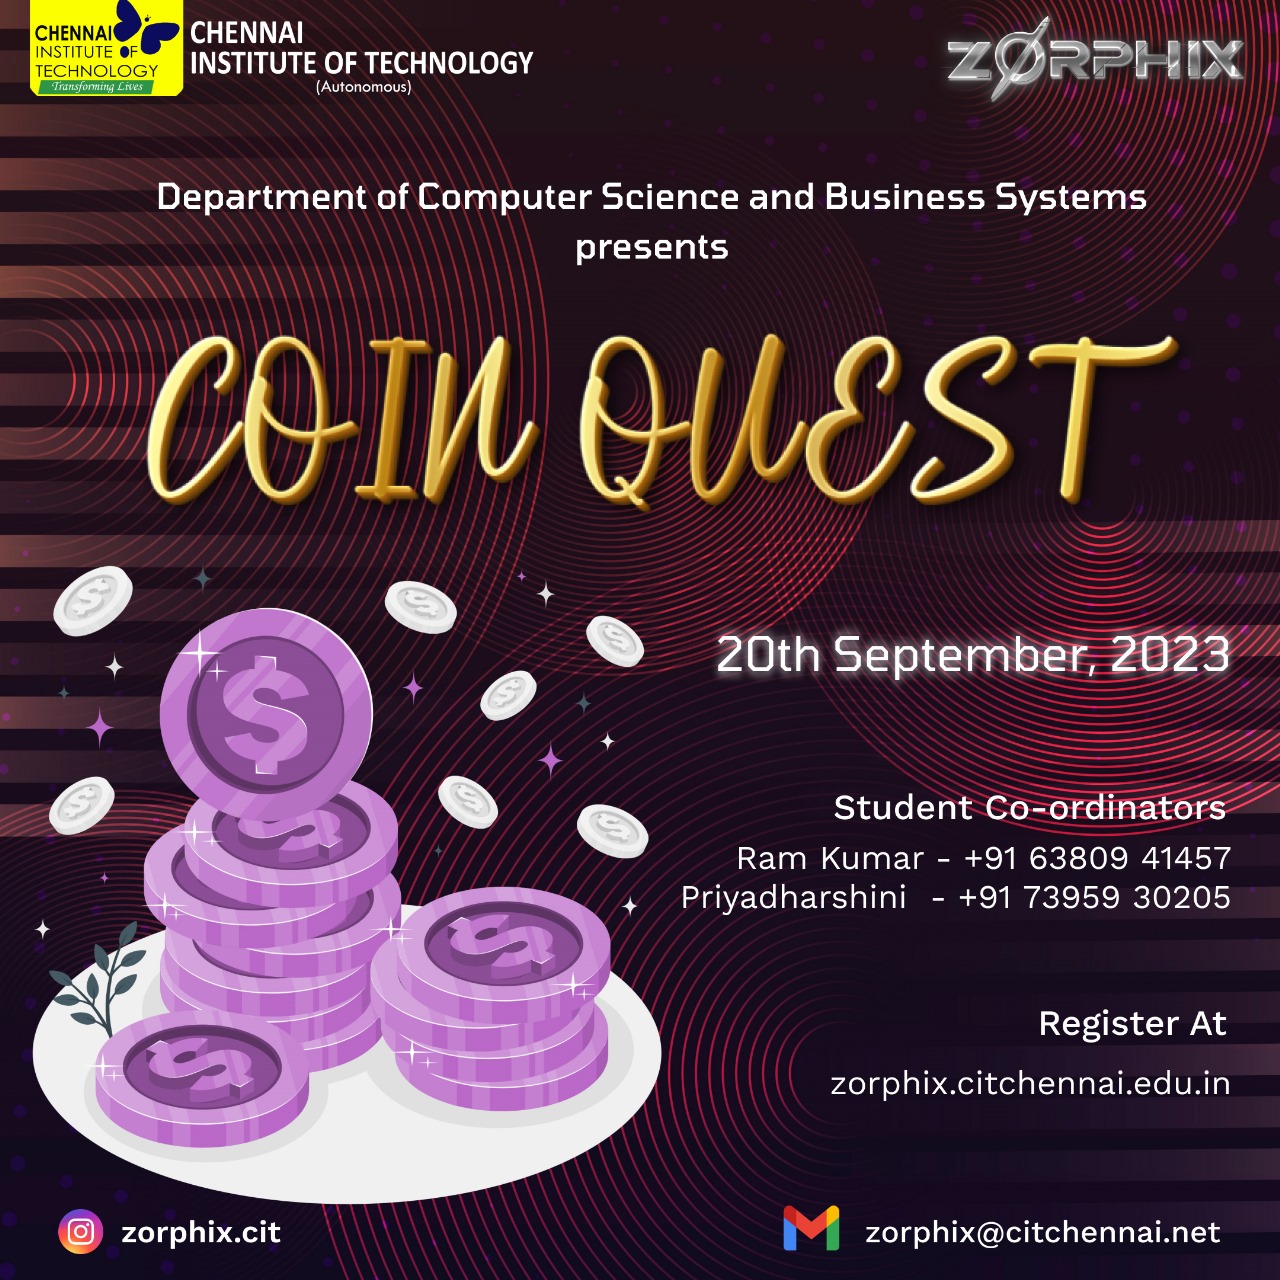 CHENNAI
INSTITUTE OF
TECHNOLOGY
Transforming Lives
CHENNAI
INSTITUTE OF TECHNOLOGY
(Autonomous)
ZORPHIX
Department of Computer Science and Business Systems
presents
COIN QUEST
20th September, 2023
Student Co-ordinators
Ram Kumar - +91 63809 41457
Priyadharshini - +91 73959 30205
Register At
zorphix.citchennai.edu.in
zorphix.cit
zorphix@citchennai.net